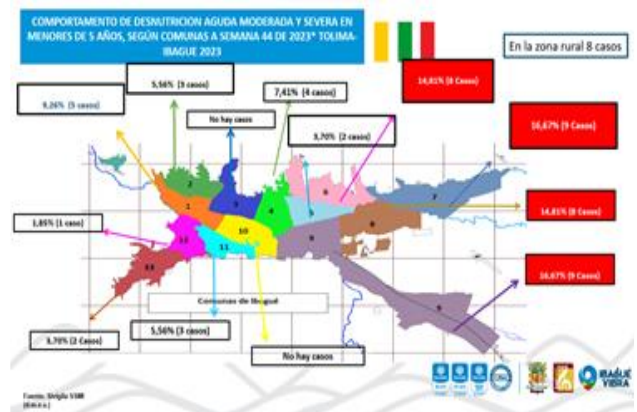 COMPORTAMIENTO DE DESNUTRICION AGUDA MODERADA Y SEVERA EN
MENORES DE 5 AÑOS, SEGÚN COMUNAS A SEMANA 44 DE 2023* TOLIMA-
IBAGUE 2023
En la zona rural 8 casos
5,56% (3 casos)
7,41% (4 casos)
14,81% (8 Casos)
9,26% (5 casos)
No hay casos
3,70% (2 casos)
16,67% (9 Casos)
14,81% (8 Casos)
1,85% (1 caso)
16,67% (9 Casos)
3,70% (2 Casos)
5,56% (3 casos)
No hay casos
Comunas de Ibagué
2
1
3
4
5
6
7
8
10
11
12
13
9
9
IBAGUÉ
VIBRA
Fuente: